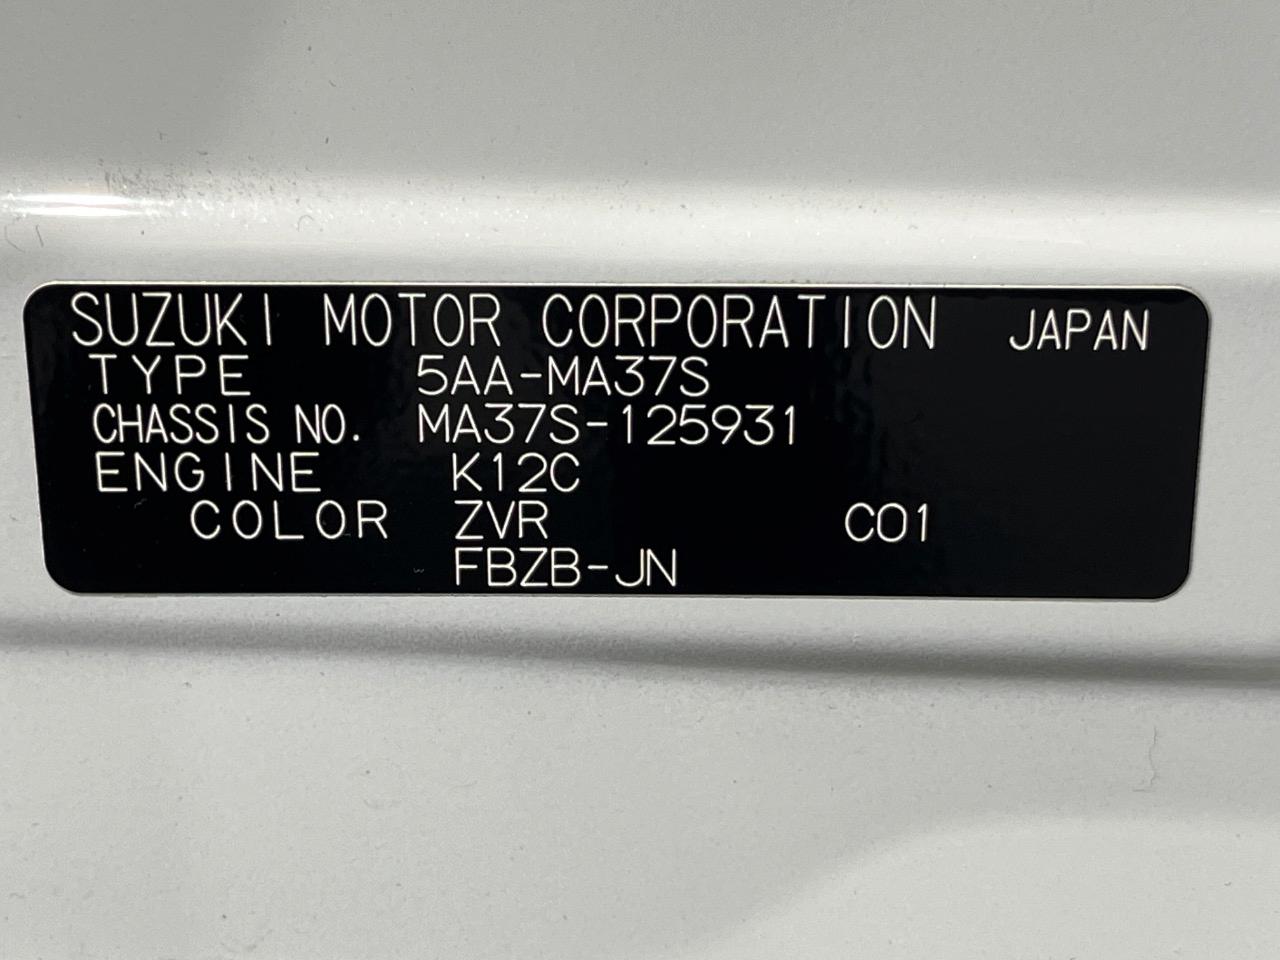 SUZUKI MOTOR CORPORATION JAPAN
TYPE 5AA-MA37S
CHASSIS NO. MA37S-125931
ENGINE K12C
COLOR ZVR C01
FBZB-JN